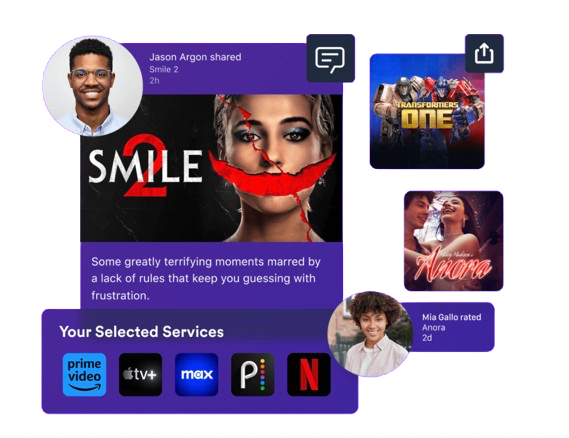 Jason Argon shared
Smile 2
2h
SMILE
2
Some greatly terrifying moments marred by
a lack of rules that keep you guessing with
frustration.
TRANSFORMERS
ONE
Anora
Mia Gallo rated
Anora
2d
Your Selected Services
prime
video
tv+
max
P
N